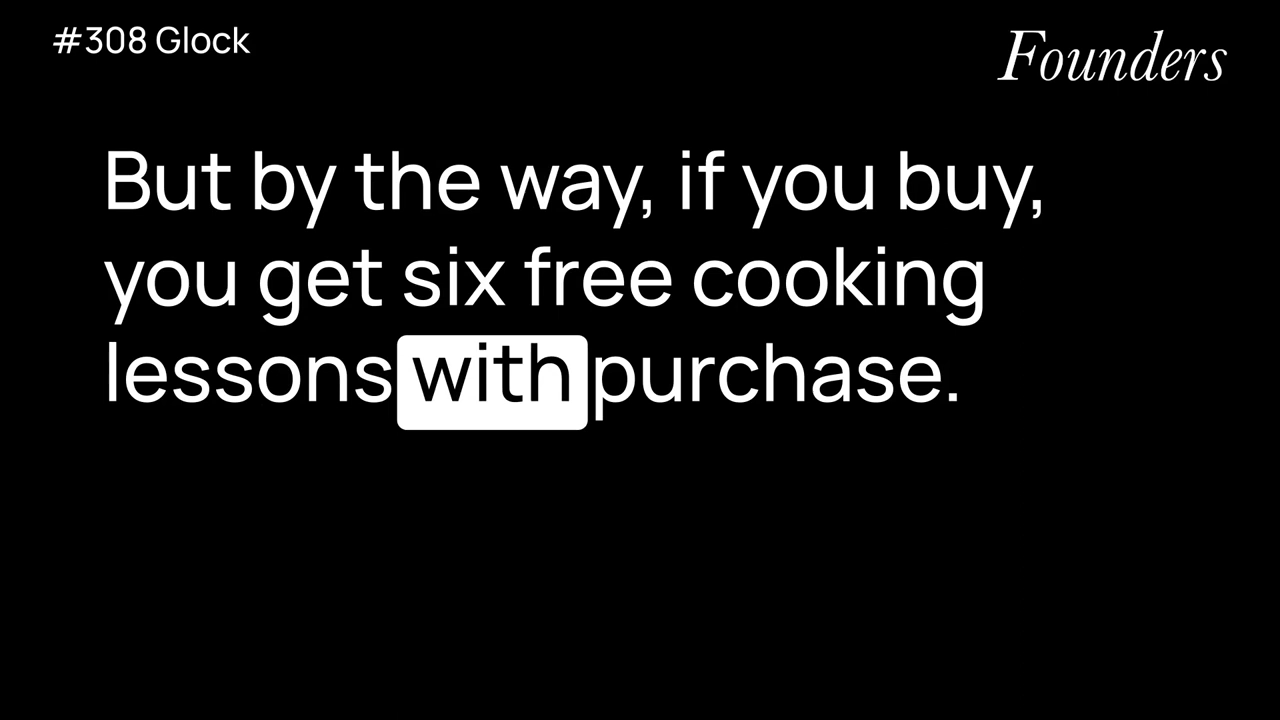 #308 Glock
Founders
But by the way, if you buy,
you get six free cooking
lessons with purchase.